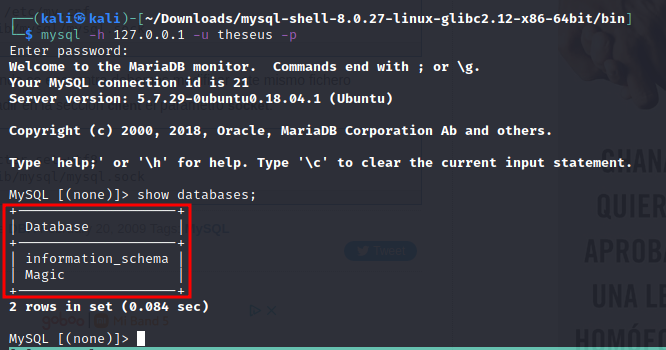 (kali㉿kali)-[~/Downloads/mysql-shell-8.0.27-linux-glibc2.12-x86-64bit/bin]
$ mysql -h 127.0.0.1 -u theseus -p
Enter password:
Welcome to the MariaDB monitor.  Commands end with ; or \g.
Your MySQL connection id is 21
Server version: 5.7.29-0ubuntu0.18.04.1 (Ubuntu)
Copyright (c) 2000, 2018, Oracle, MariaDB Corporation Ab and others.
Type 'help;' or '\h' for help. Type '\c' to clear the current input statement.
MySQL [(none)]> show databases;
+--------------------+
| Database           |
+--------------------+
| information_schema |
| Magic              |
+--------------------+
2 rows in set (0.084 sec)
MySQL [(none)]>
GHANA
QUIER
APROBA
UNA LE
HOMÓFO